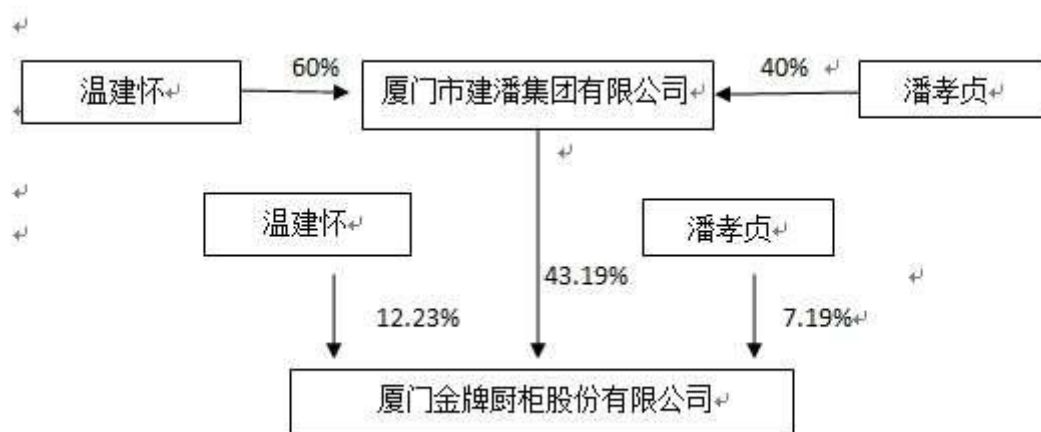 温建怀
60%
厦门市建潘集团有限公司
40%
潘孝贞
温建怀
潘孝贞
43.19%
12.23%
7.19%
厦门金牌厨柜股份有限公司